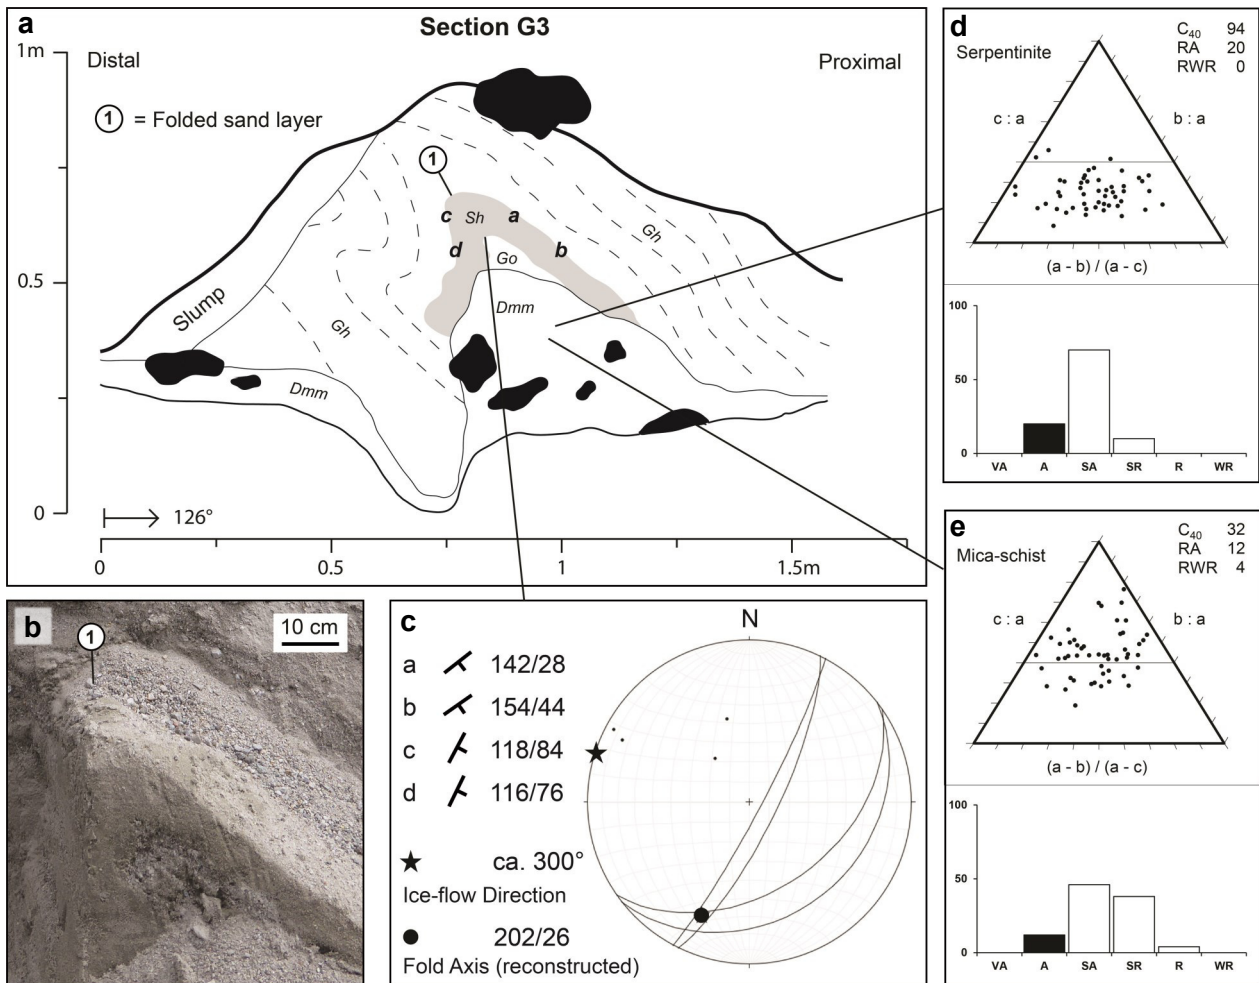 a
Section G3
1m
Distal
Proximal
1 = Folded sand layer
1
c Sh a
d
b
Gh
Go
0.5
Slump
Dmm
Gh
Dmm
0
126°
0 0.5 1 1.5m
b
1
10 cm
c
N
a 142/28
b 154/44
c 118/84
d 116/76
★ ca. 300°
Ice-flow Direction
● 202/26
Fold Axis (reconstructed)
d
Serpentinite
C40 94
RA 20
RWR 0
c : a b : a
(a - b) / (a - c)
100
50
0
VA A SA SR R WR
e
Mica-schist
C40 32
RA 12
RWR 4
c : a b : a
(a - b) / (a - c)
100
50
0
VA A SA SR R WR